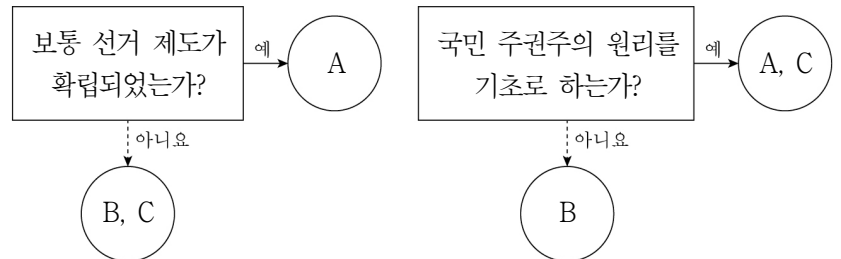 보통 선거 제도가
확립되었는가?
예
A
아니요
B, C
국민 주권주의 원리를
기초로 하는가?
예
A, C
아니요
B